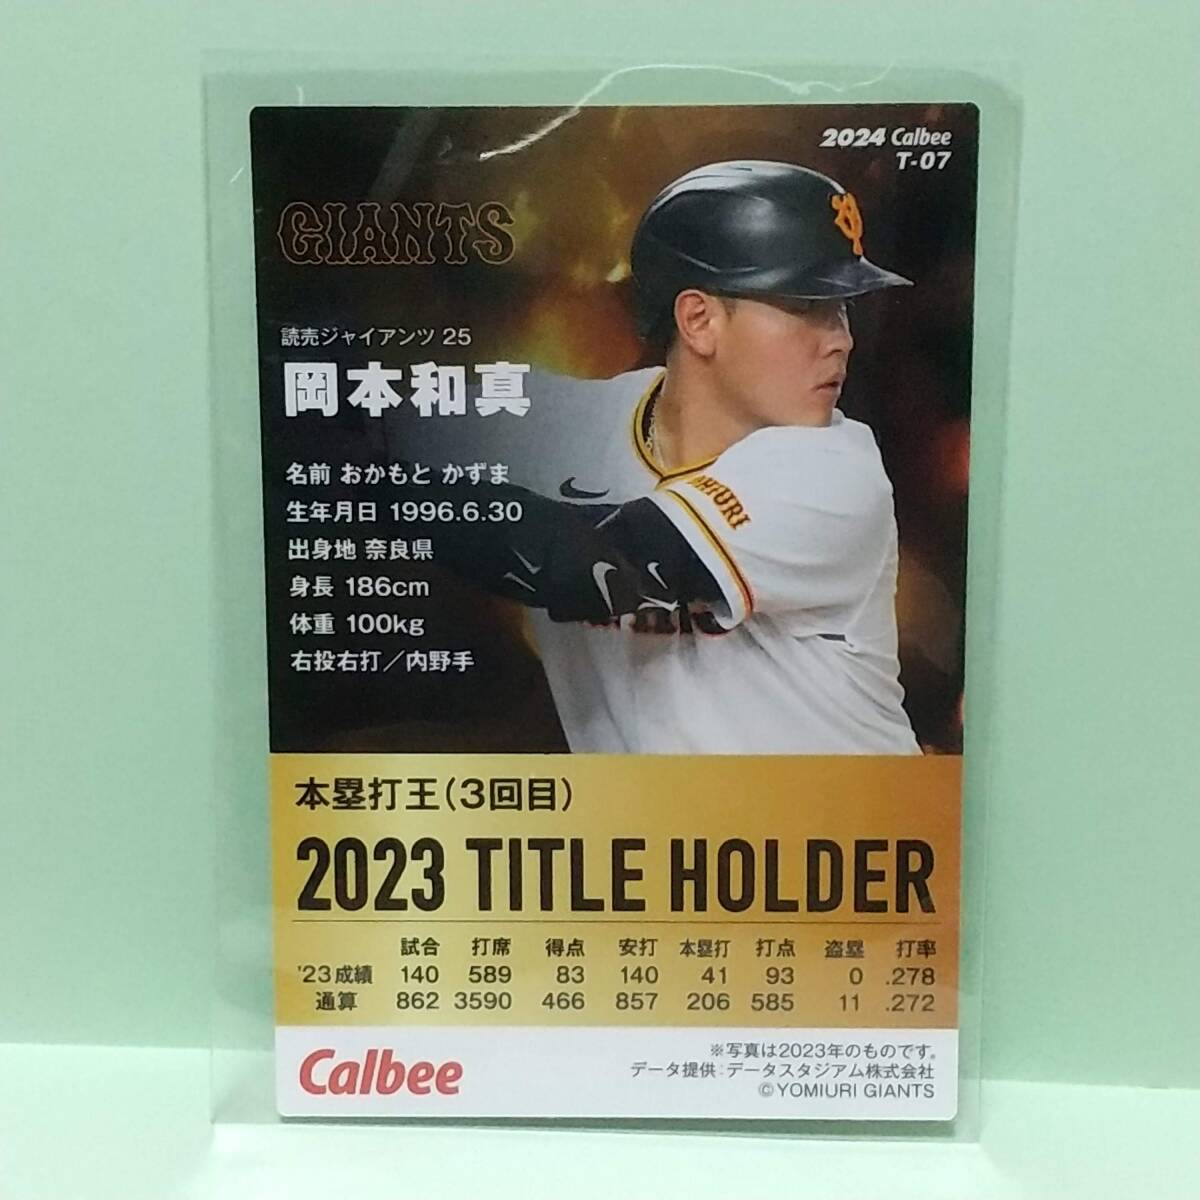 2024 Calbee
T-07
GIANTS
読売ジャイアンツ 25
岡本和真
名前 おかもと かずま
生年月日 1996.6.30
出身地 奈良県
身長 186cm
体重 100kg
右投右打／内野手
本塁打王(3回目)
2023 TITLE HOLDER
試合 打席 得点 安打 本塁打 打点 盗塁 打率
'23成績 140 589 83 140 41 93 0 .278
通算 862 3590 466 857 206 585 11 .272
Calbee
※写真は2023年のものです。
データ提供:データスタジアム株式会社
©YOMIURI GIANTS